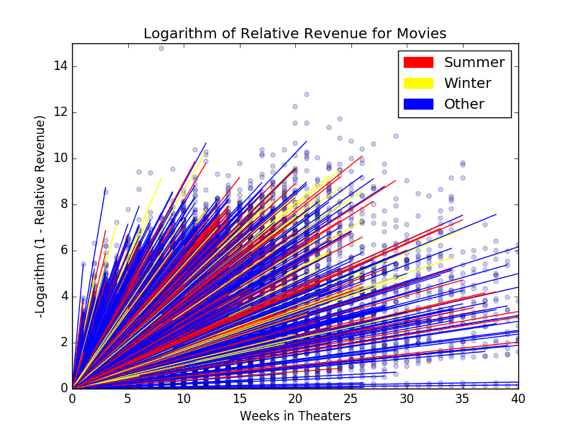 Logarithm of Relative Revenue for Movies
14
12
10
8
6
4
2
0
-Logarithm (1 - Relative Revenue)
Summer
Winter
Other
0 5 10 15 20 25 30 35 40
Weeks in Theaters